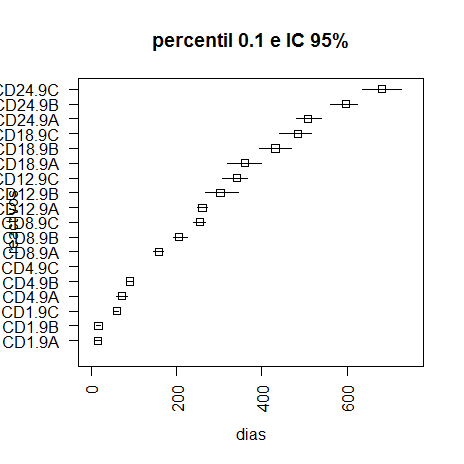 percentil 0.1 e IC 95%
CD24.9C
CD24.9B
CD24.9A
CD18.9C
CD18.9B
CD18.9A
CD12.9C
CD12.9B
CD12.9A
CD8.9C
CD8.9B
CD8.9A
CD4.9C
CD4.9B
CD4.9A
CD1.9C
CD1.9B
CD1.9A
0
200
400
600
dias